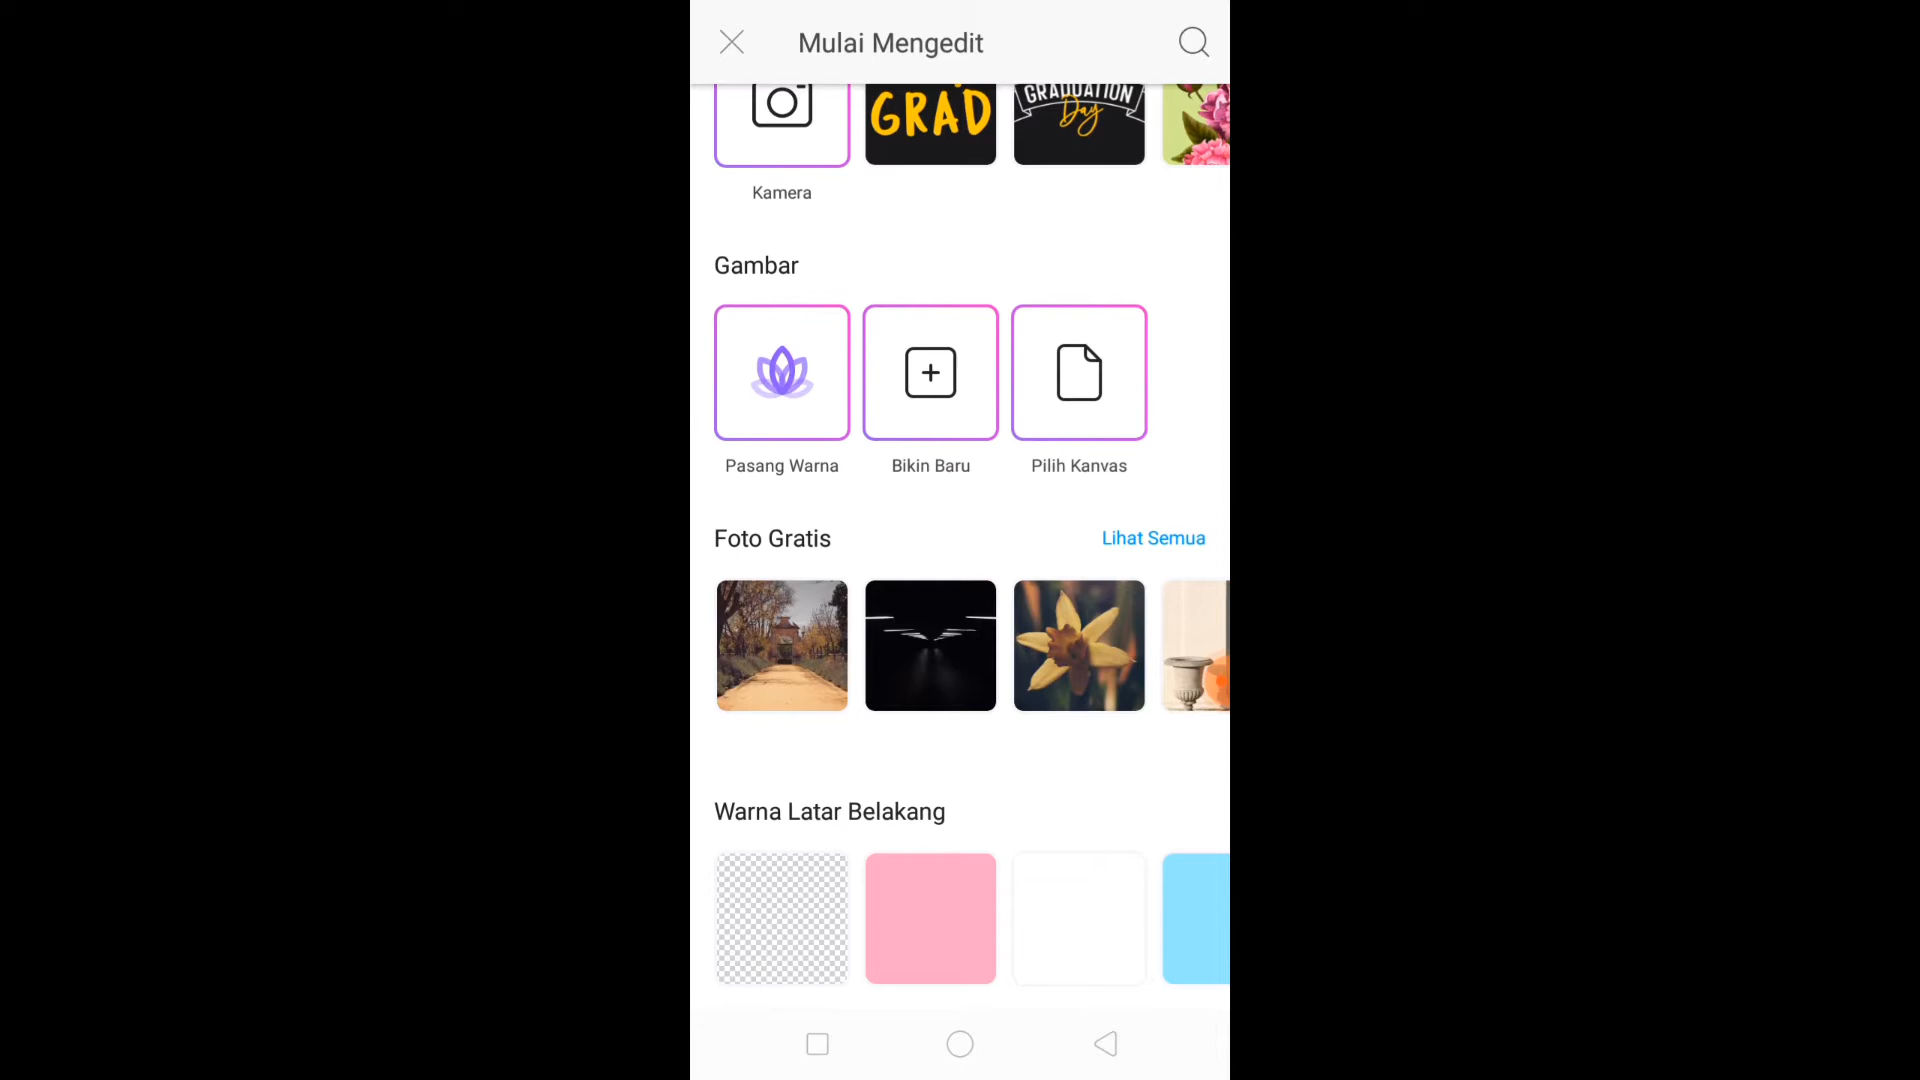 Mulai Mengedit
GRAD
GRADUATION
Day
Kamera
Gambar
Pasang Warna
Bikin Baru
Pilih Kanvas
Foto Gratis
Lihat Semua
Warna Latar Belakang